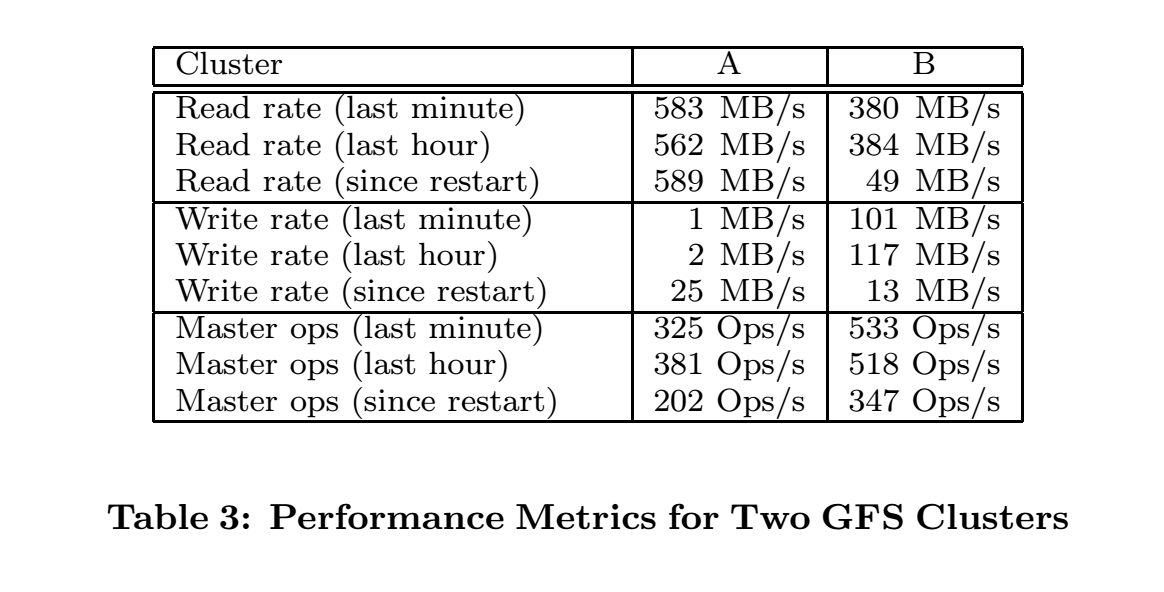 Cluster A B
Read rate (last minute) 583 MB/s 380 MB/s
Read rate (last hour) 562 MB/s 384 MB/s
Read rate (since restart) 589 MB/s 49 MB/s
Write rate (last minute) 1 MB/s 101 MB/s
Write rate (last hour) 2 MB/s 117 MB/s
Write rate (since restart) 25 MB/s 13 MB/s
Master ops (last minute) 325 Ops/s 533 Ops/s
Master ops (last hour) 381 Ops/s 518 Ops/s
Master ops (since restart) 202 Ops/s 347 Ops/s
Table 3: Performance Metrics for Two GFS Clusters